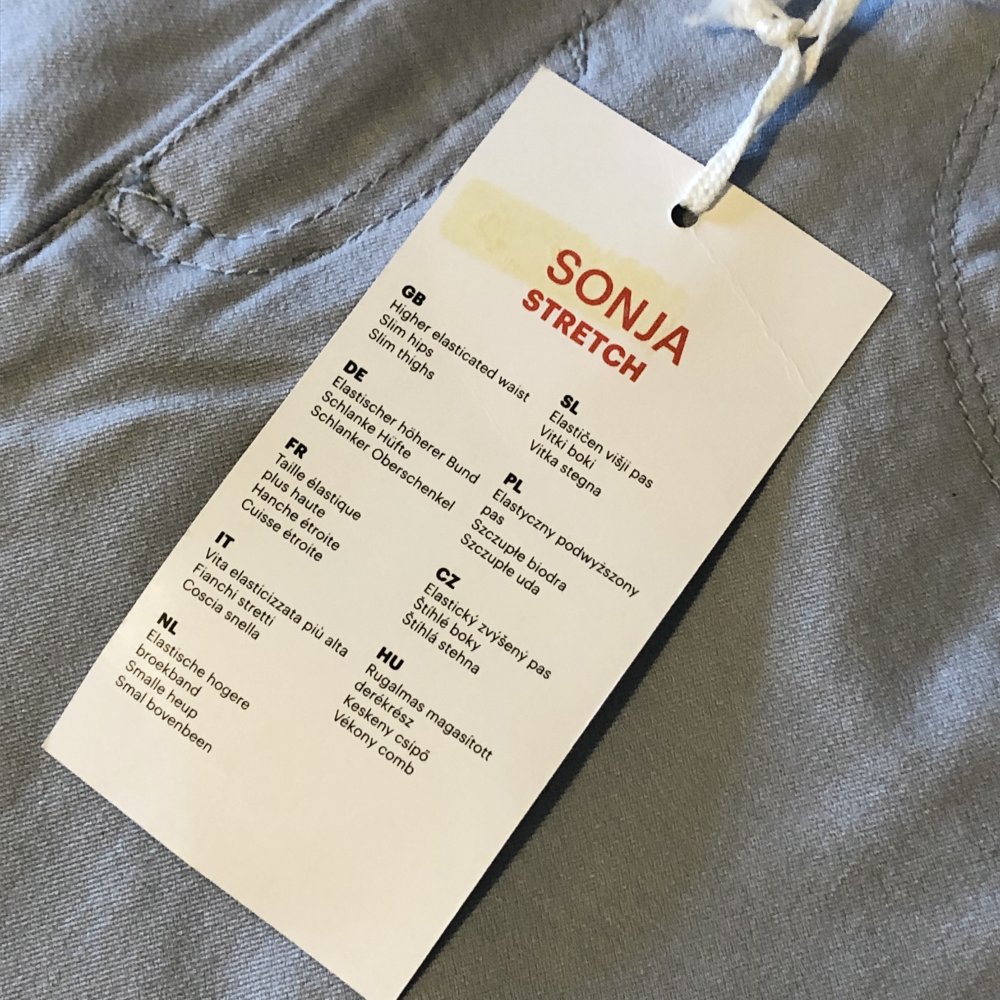 SONJA
STRETCH
GB
Higher elasticated waist
Slim hips
Slim thighs
DE
Elastischer höherer Bund
Schlanke Hüfte
Schlanker Oberschenkel
FR
Taille élastique
plus haute
Hanche étroite
Cuisse étroite
IT
Vita elasticizzata più alta
Fianchi stretti
Coscia snella
NL
Elastische hogere
broekband
Smalle heup
Smal bovenbeen
SL
Elastičen višji pas
Vitki boki
Vitka stegna
PL
Elastyczny podwyższony
pas
Szczupłe biodra
Szczupłe uda
CZ
Elastický zvýšený pas
Štíhlé boky
Štíhlá stehna
HU
Rugalmas magasított
derékrész
Keskeny csípő
Vékony comb